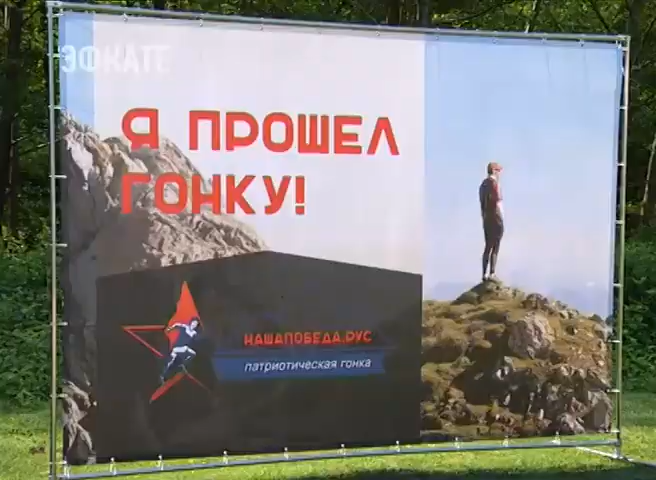 ЭФКАТЕ
Я ПРОШЕЛ
ГОНКУ!
НАШАПОБЕДА.РУС
патриотическая гонка